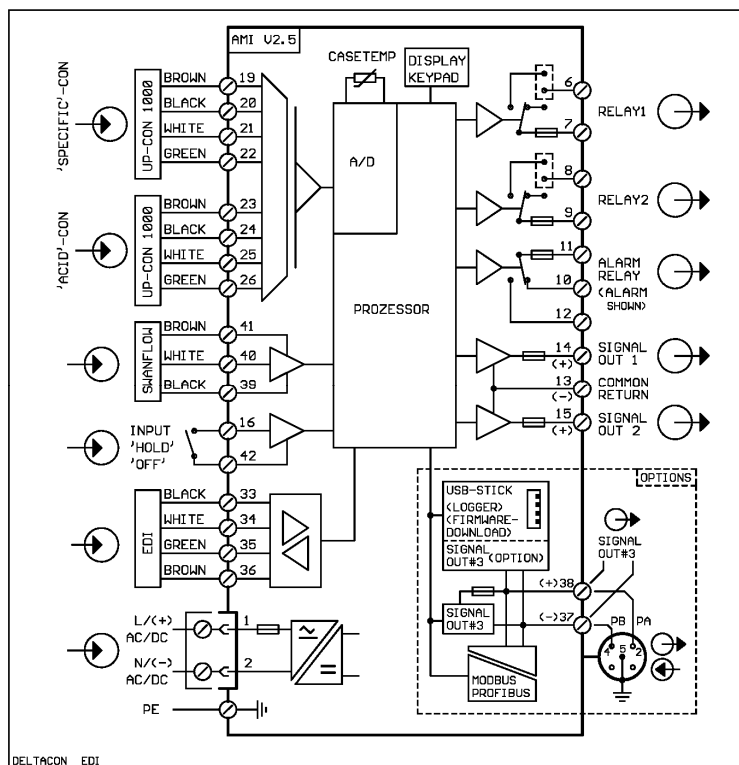 AMI V2.5
CASETEMP
DISPLAY
KEYPAD
A/D
PROZESSOR
'SPECIFIC'-CON
UP-CON 1000
BROWN 19
BLACK 20
WHITE 21
GREEN 22
'ACID'-CON
UP-CON 1000
BROWN 23
BLACK 24
WHITE 25
GREEN 26
SWANFLOW
BROWN 41
WHITE 40
BLACK 39
INPUT
'HOLD'
'OFF'
16
42
EDI
BLACK 33
WHITE 34
GREEN 35
BROWN 36
L/(+)
AC/DC
1
N/(-)
AC/DC
2
PE
6
RELAY1
7
8
RELAY2
9
11
ALARM
RELAY
10
(ALARM
SHOWN)
12
14
(+)
SIGNAL
OUT 1
13
(-)
COMMON
RETURN
15
(+)
SIGNAL
OUT 2
OPTIONS
USB-STICK
(LOGGER)
(FIRMWARE-
DOWNLOAD)
SIGNAL
OUT#3 (OPTION)
SIGNAL
OUT#3
(+)38
SIGNAL
OUT#3
(-)37
PB PA
4 5 2
MODBUS
PROFIBUS
DELTACON EDI